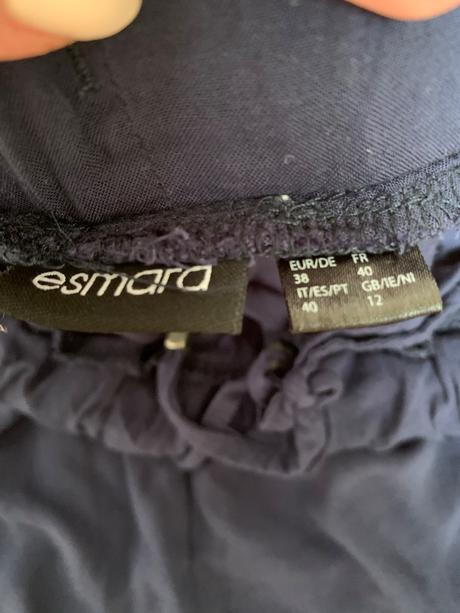 esmara
EUR/DE FR
38 40
IT/ES/PT GB/IE/NI
40 12